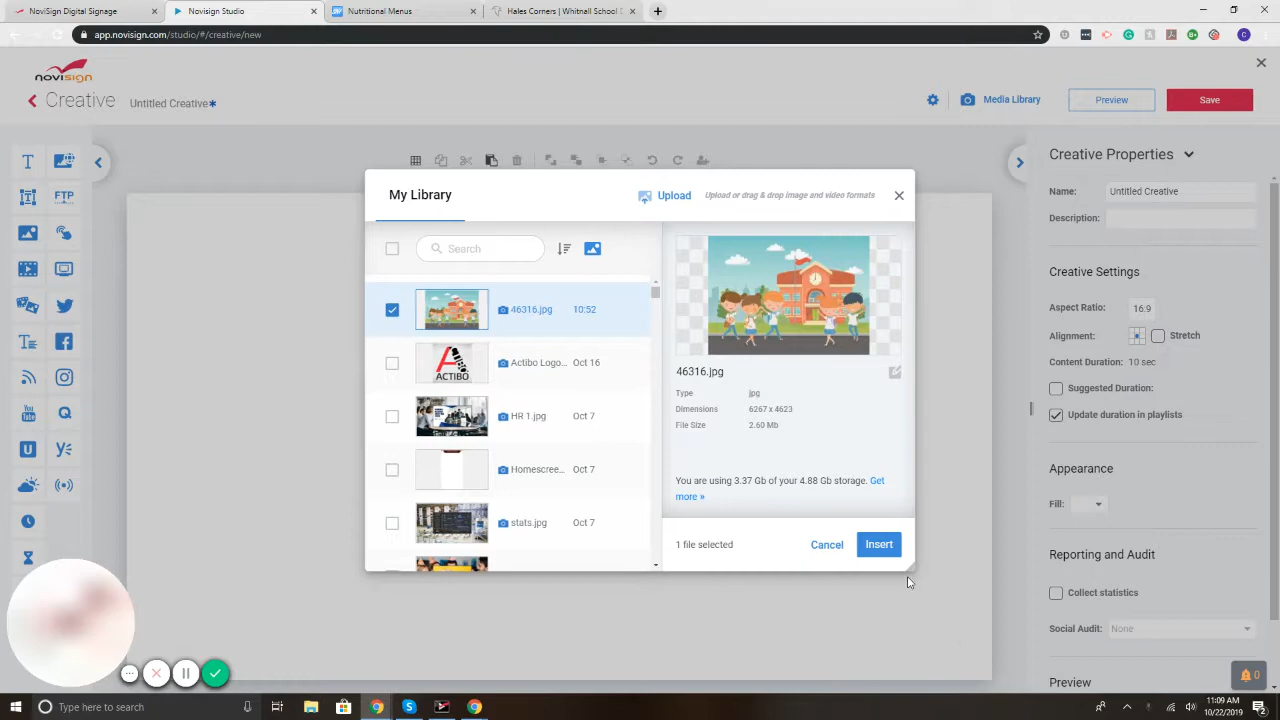 Novisign Digital Signage
Novisign Studio
Nutritional Menus
Hales Corners | Whitnall School
app.novisign.com/studio/#/creative/new
novisign
Creative
Untitled Creative*
Media Library
Preview
Save
FTP
You
Tube
My Library
Upload
Upload or drag & drop image and video formats
Search
46316.jpg
10:52
ACTIBO
Actibo Logo...
Oct 16
HR 1.jpg
Oct 7
Homescree...
Oct 7
stats.jpg
Oct 7
46316.jpg
Type
jpg
Dimensions
6267 x 4623
File Size
2.60 Mb
You are using 3.37 Gb of your 4.88 Gb storage. Get
more »
1 file selected
Cancel
Insert
Creative Properties
Name:
Untitled Creative
Description:
Creative Settings
Aspect Ratio:
16:9
Alignment:
Stretch
Content Duration:
10 sec
Suggested Duration:
Update duration in playlists
Appearance
Fill:
Reporting and Audit
Collect statistics
Social Audit:
None
Preview
0
Type here to search
11:09 AM
10/22/2019